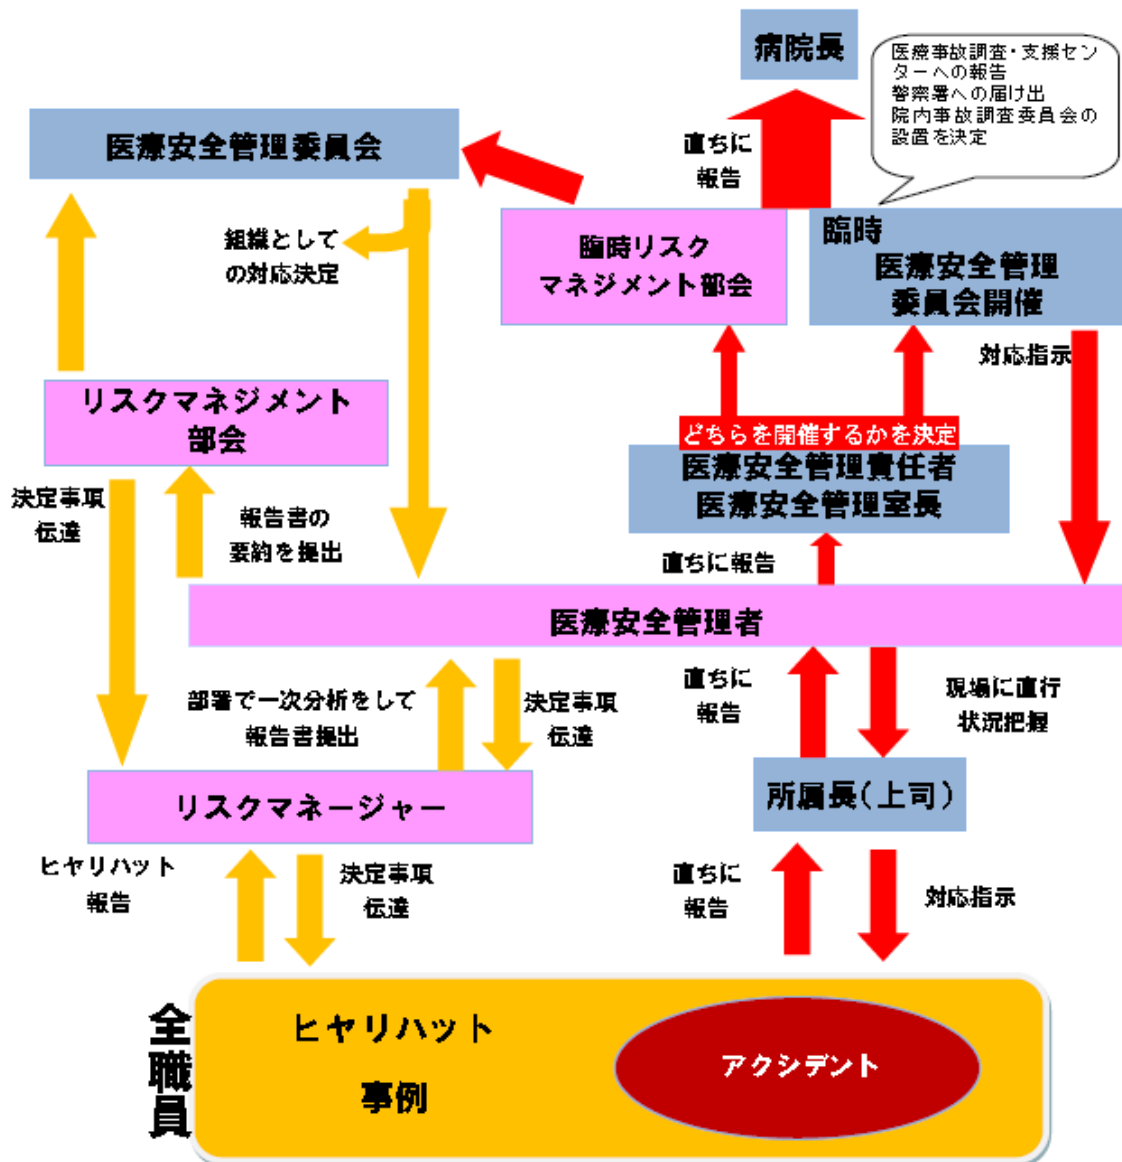 病院長
医療事故調査・支援セン
ターへの報告
警察署への届け出
院内事故調査委員会の
設置を決定
医療安全管理委員会
直ちに
報告
組織として
の対応決定
臨時リスク
マネジメント部会
臨時
医療安全管理
委員会開催
対応指示
リスクマネジメント
部会
どちらを開催するかを決定
医療安全管理責任者
医療安全管理室長
決定事項
伝達
報告書の
要約を提出
直ちに報告
医療安全管理者
部署で一次分析をして
報告書提出
決定事項
伝達
直ちに
報告
現場に直行
状況把握
リスクマネージャー
所属長(上司)
ヒヤリハット
報告
決定事項
伝達
直ちに
報告
対応指示
全職員
ヒヤリハット
事例
アクシデント